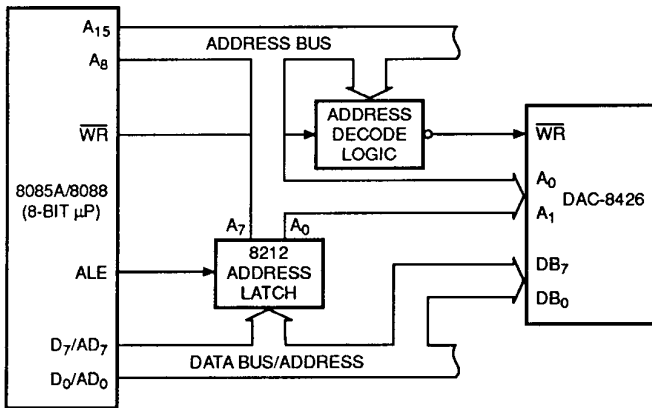 A15
ADDRESS BUS
A8
WR
8085A/8088
(8-BIT μP)
ADDRESS
DECODE
LOGIC
WR
A0
A1
DAC-8426
DB7
DB0
A7
A0
8212
ADDRESS
LATCH
ALE
D7/AD7
DATA BUS/ADDRESS
D0/AD0